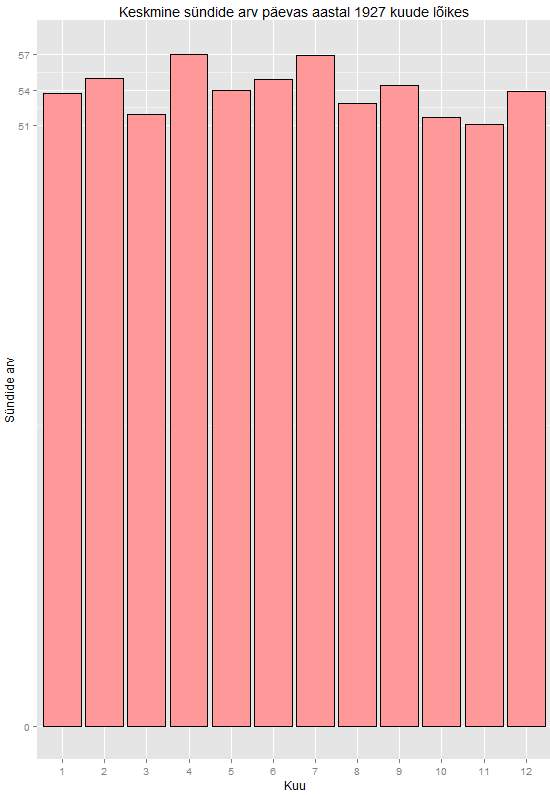 Keskmine sündide arv päevas aastal 1927 kuude lõikes
57
54
51
0
Sündide arv
1 2 3 4 5 6 7 8 9 10 11 12
Kuu